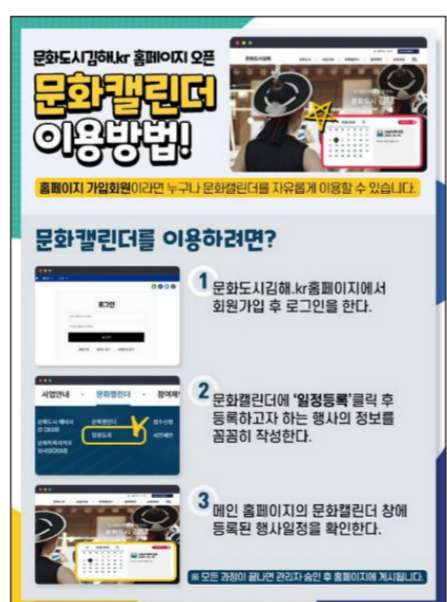 문화도시김해.kr 홈페이지 오픈
문화캘린더
이용방법!
홈페이지 가입회원이라면 누구나 문화캘린더를 자유롭게 이용할 수 있습니다.
문화캘린더를 이용하려면?
로그인
1
문화도시김해.kr홈페이지에서
회원가입 후 로그인을 한다.
사업안내 - 문화캘린더 - 참여제
문화캘린더
일정등록
2
문화캘린더에 '일정등록'클릭 후
등록하고자 하는 행사의 정보를
꼼꼼히 작성한다.
3
메인 홈페이지의 문화캘린더 창에
등록된 행사일정을 확인한다.
※ 모든 과정이 끝나면 관리자 승인 후 홈페이지에 게시됩니다.